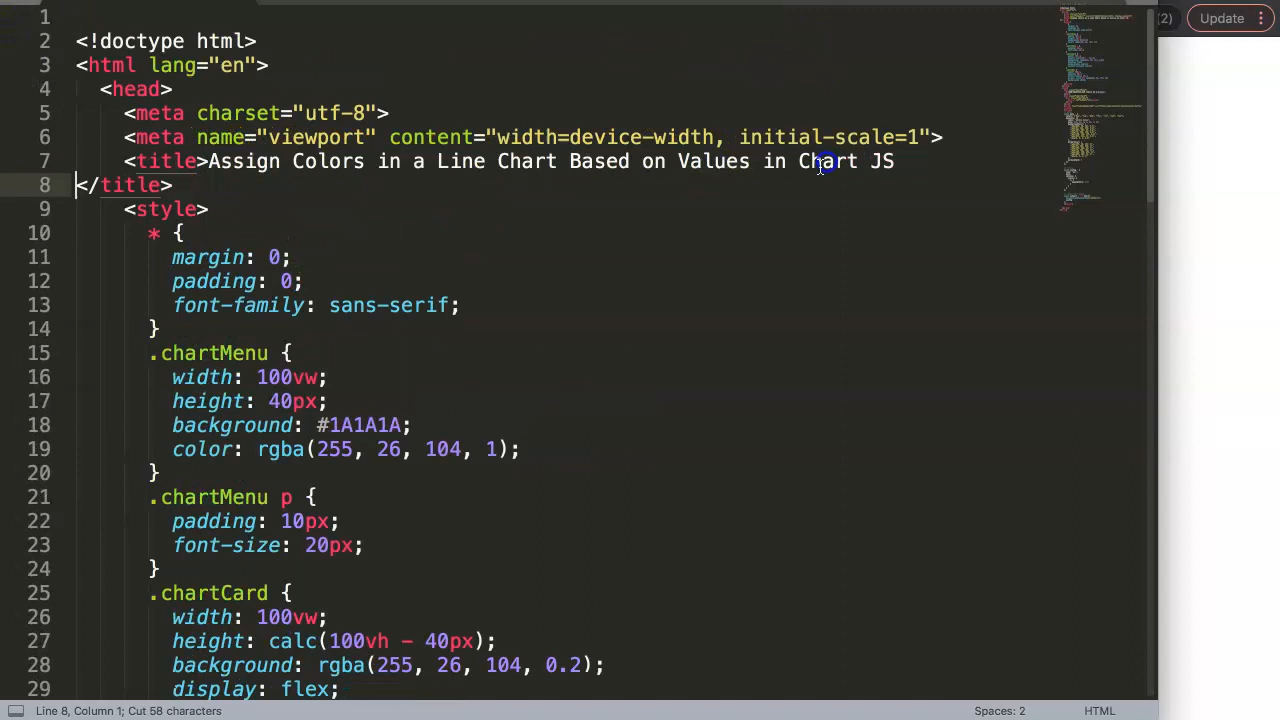 (2) Update
1
2 <!doctype html>
3 <html lang="en">
4 <head>
5 <meta charset="utf-8">
6 <meta name="viewport" content="width=device-width, initial-scale=1">
7 <title>Assign Colors in a Line Chart Based on Values in Chart JS
8 </title>
9 <style>
10 * {
11 margin: 0;
12 padding: 0;
13 font-family: sans-serif;
14 }
15 .chartMenu {
16 width: 100vw;
17 height: 40px;
18 background: #1A1A1A;
19 color: rgba(255, 26, 104, 1);
20 }
21 .chartMenu p {
22 padding: 10px;
23 font-size: 20px;
24 }
25 .chartCard {
26 width: 100vw;
27 height: calc(100vh - 40px);
28 background: rgba(255, 26, 104, 0.2);
29 display: flex;
Line 8, Column 1; Cut 58 characters Spaces: 2 HTML